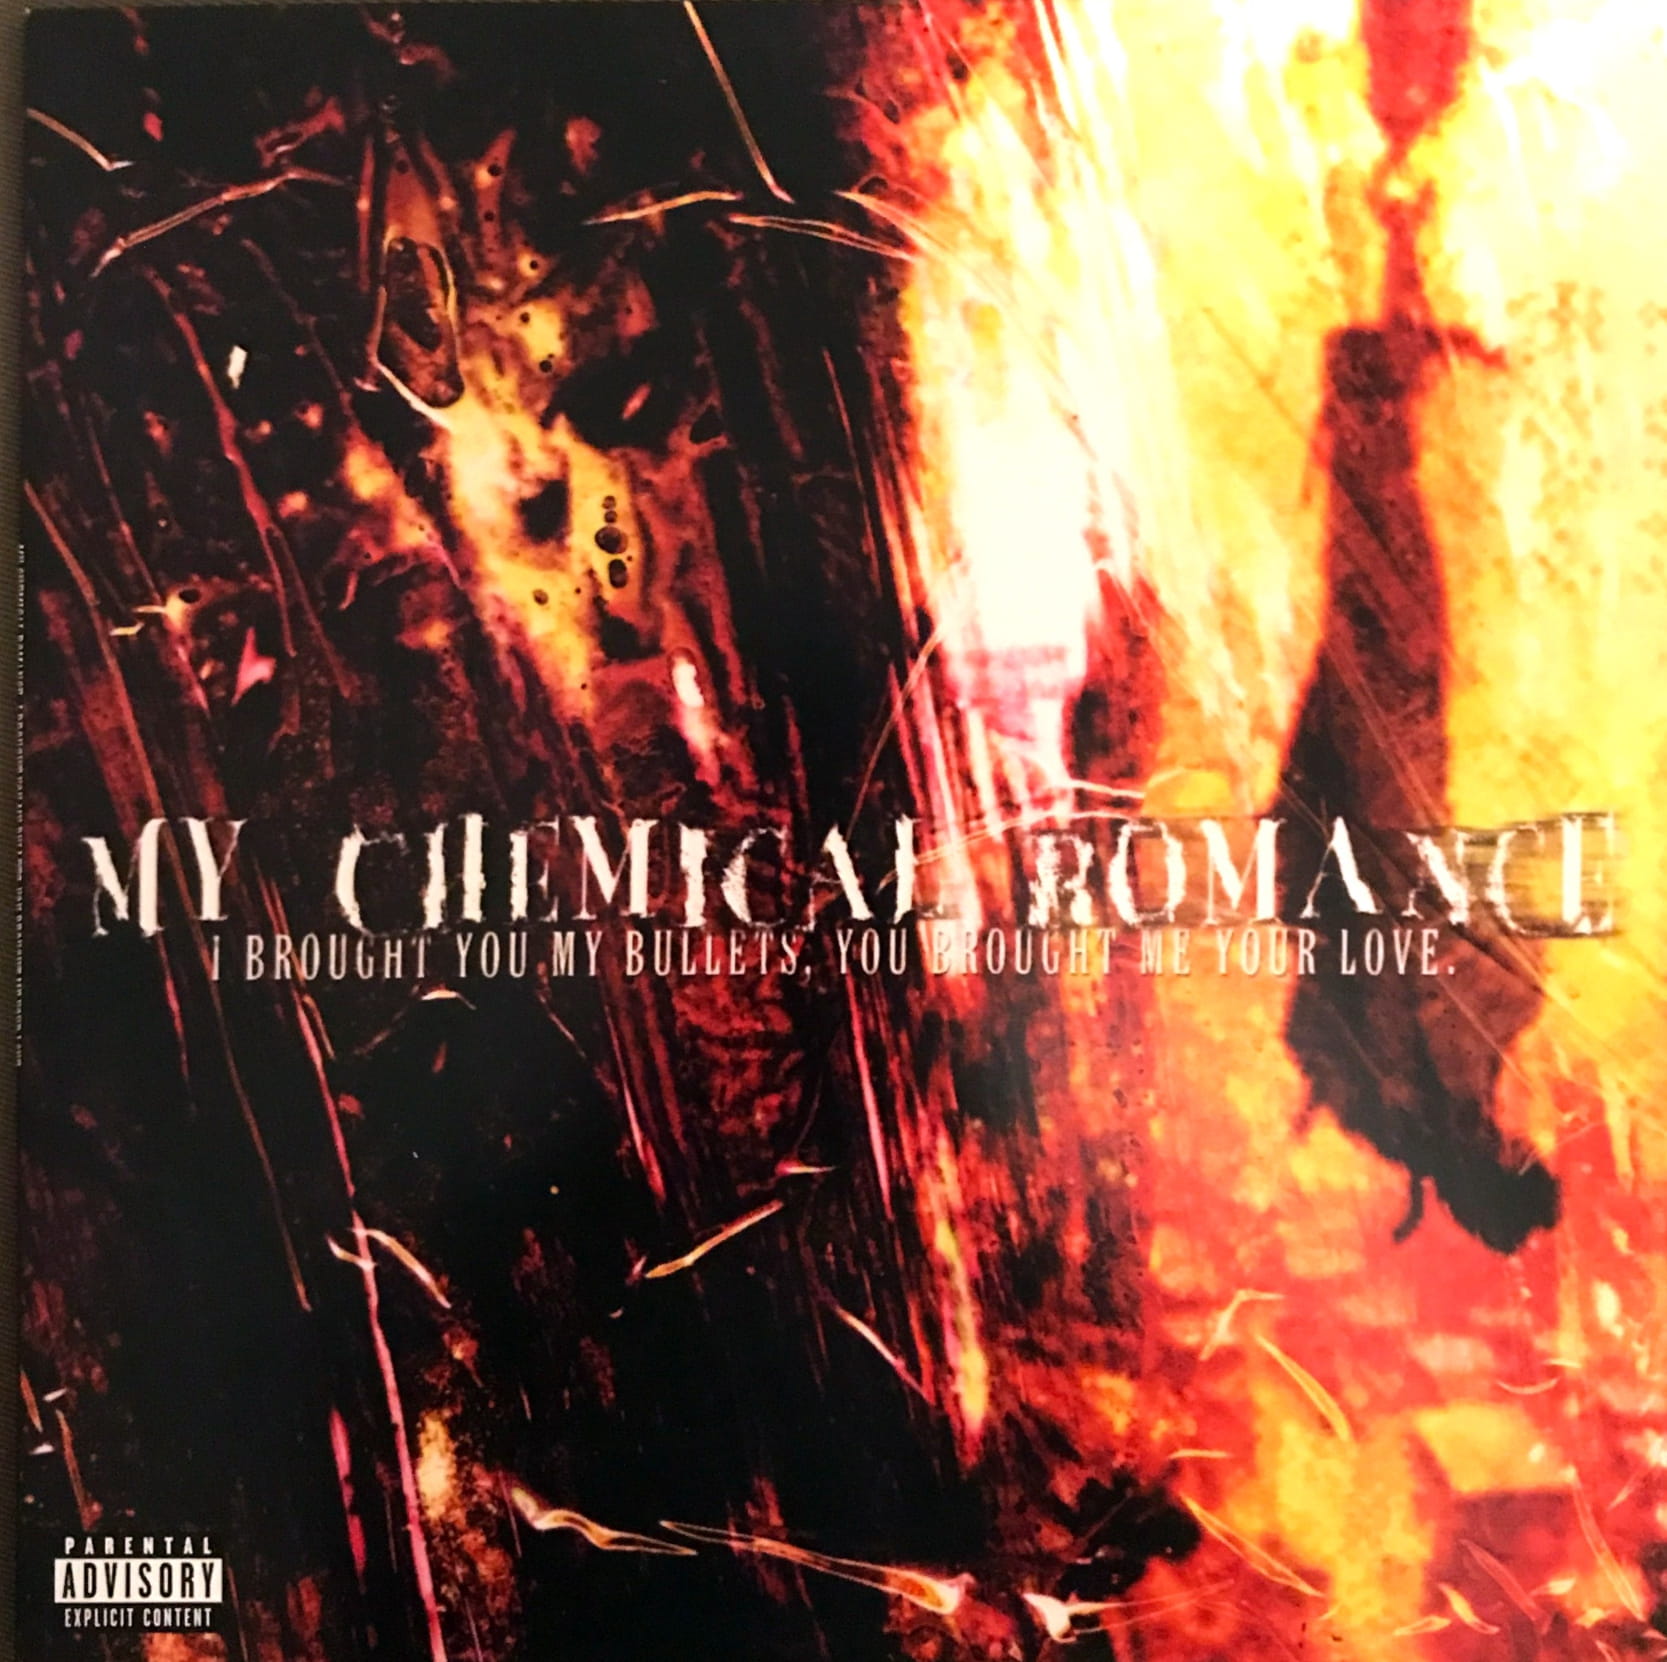 MY CHEMICAL ROMANCE
I BROUGHT YOU MY BULLETS, YOU BROUGHT ME YOUR LOVE.
PARENTAL
ADVISORY
EXPLICIT CONTENT